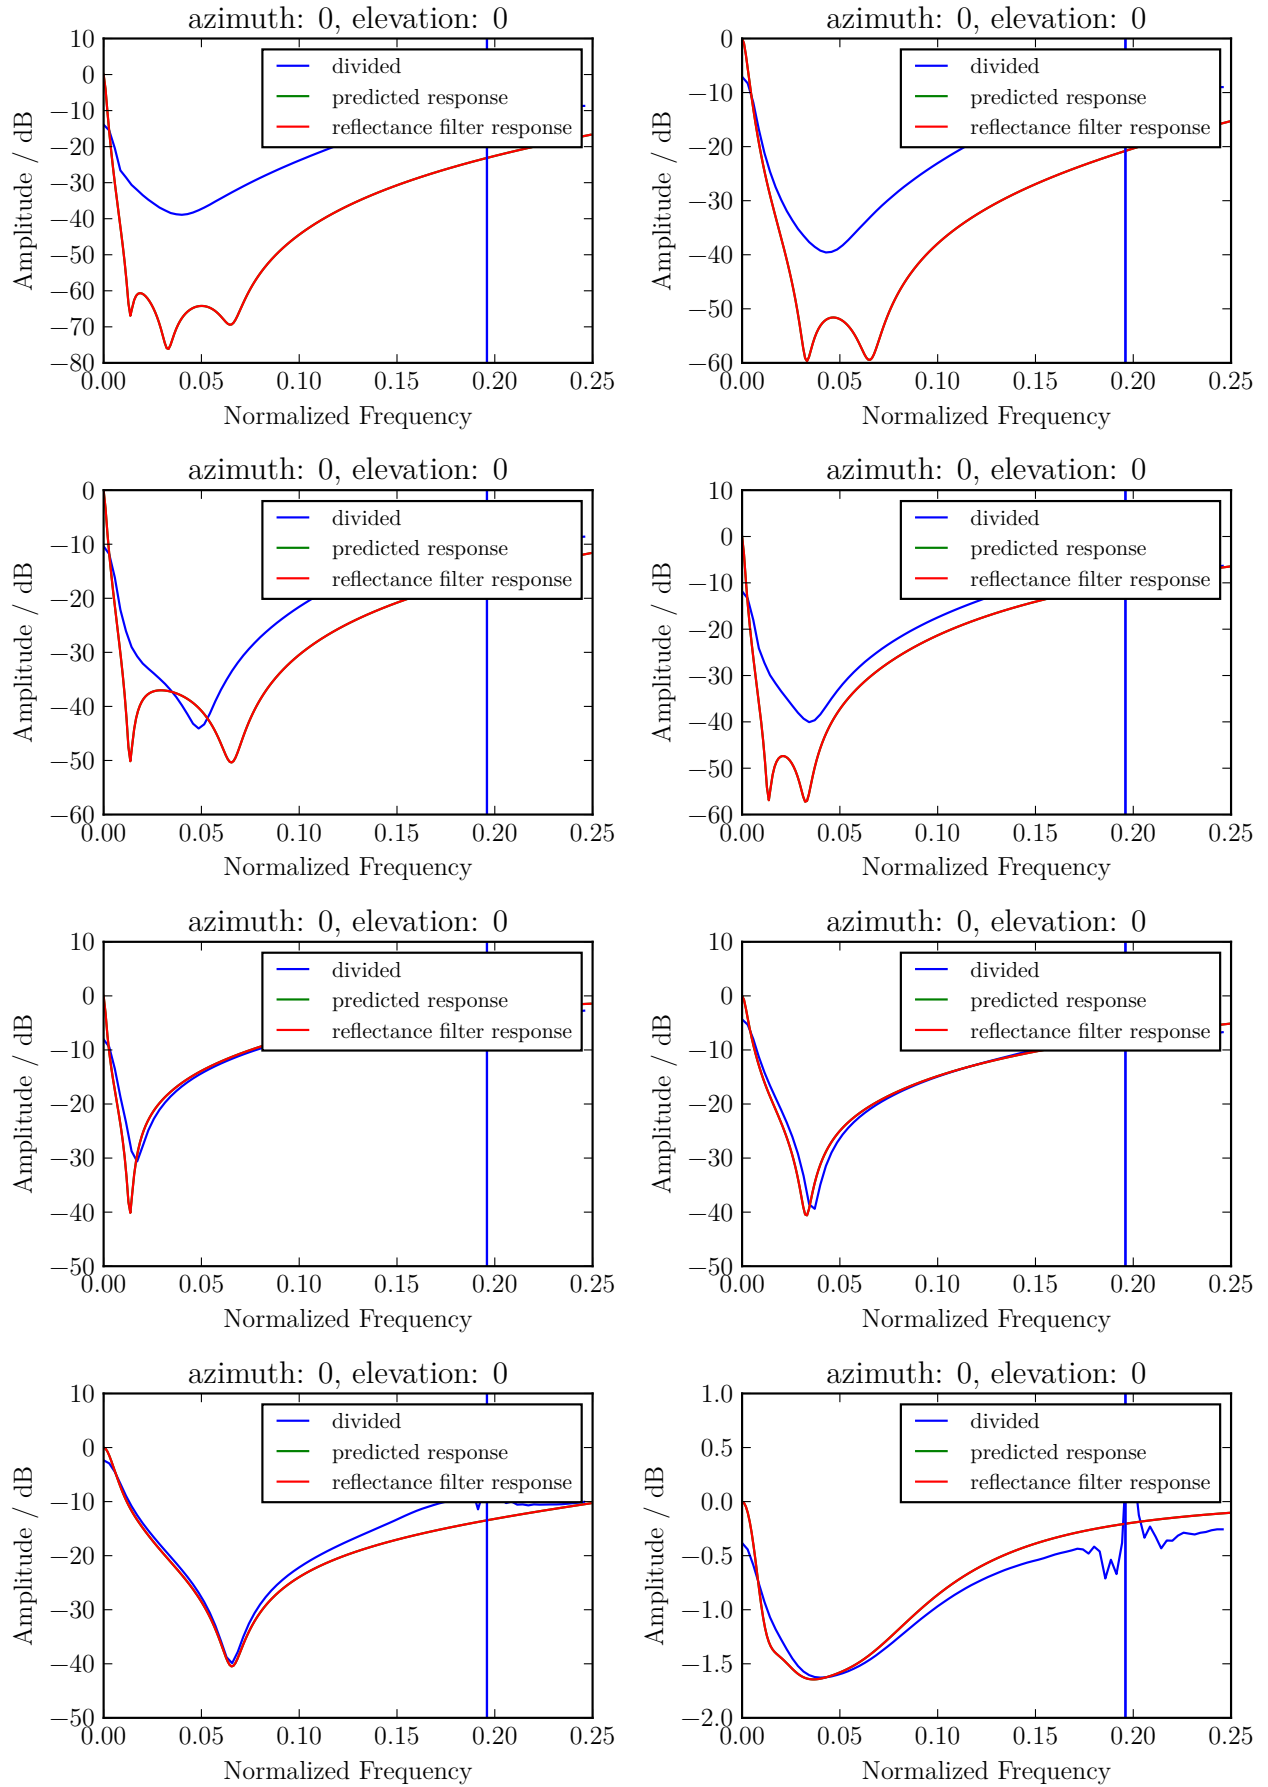 azimuth: 0, elevation: 0
10
0
−10
−20
−30
−40
−50
−60
−70
−80
Amplitude / dB
divided
predicted response
reflectance filter response
0.00 0.05 0.10 0.15 0.20 0.25
Normalized Frequency
azimuth: 0, elevation: 0
0
−10
−20
−30
−40
−50
−60
Amplitude / dB
divided
predicted response
reflectance filter response
0.00 0.05 0.10 0.15 0.20 0.25
Normalized Frequency
azimuth: 0, elevation: 0
0
−10
−20
−30
−40
−50
−60
Amplitude / dB
divided
predicted response
reflectance filter response
0.00 0.05 0.10 0.15 0.20 0.25
Normalized Frequency
azimuth: 0, elevation: 0
10
0
−10
−20
−30
−40
−50
−60
Amplitude / dB
divided
predicted response
reflectance filter response
0.00 0.05 0.10 0.15 0.20 0.25
Normalized Frequency
azimuth: 0, elevation: 0
10
0
−10
−20
−30
−40
−50
Amplitude / dB
divided
predicted response
reflectance filter response
0.00 0.05 0.10 0.15 0.20 0.25
Normalized Frequency
azimuth: 0, elevation: 0
10
0
−10
−20
−30
−40
−50
Amplitude / dB
divided
predicted response
reflectance filter response
0.00 0.05 0.10 0.15 0.20 0.25
Normalized Frequency
azimuth: 0, elevation: 0
10
0
−10
−20
−30
−40
−50
Amplitude / dB
divided
predicted response
reflectance filter response
0.00 0.05 0.10 0.15 0.20 0.25
Normalized Frequency
azimuth: 0, elevation: 0
1.0
0.5
0.0
−0.5
−1.0
−1.5
−2.0
Amplitude / dB
divided
predicted response
reflectance filter response
0.00 0.05 0.10 0.15 0.20 0.25
Normalized Frequency